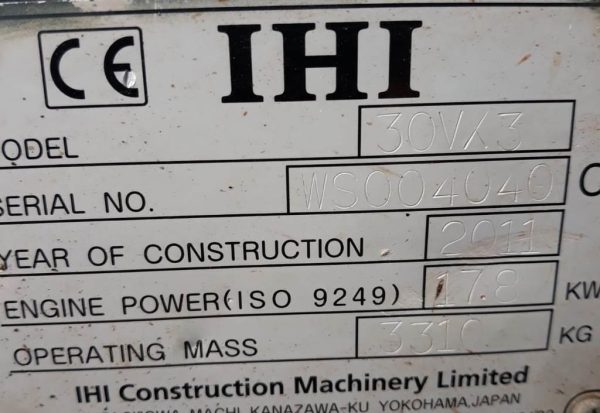 CE IHI
ODEL 30VX3
SERIAL NO. WS004040
YEAR OF CONSTRUCTION 2011
ENGINE POWER(ISO 9249) 17.8 KW
OPERATING MASS 3310 KG
IHI Construction Machinery Limited
MACHI, KANAZAWA-KU YOKOHAMA,JAPAN